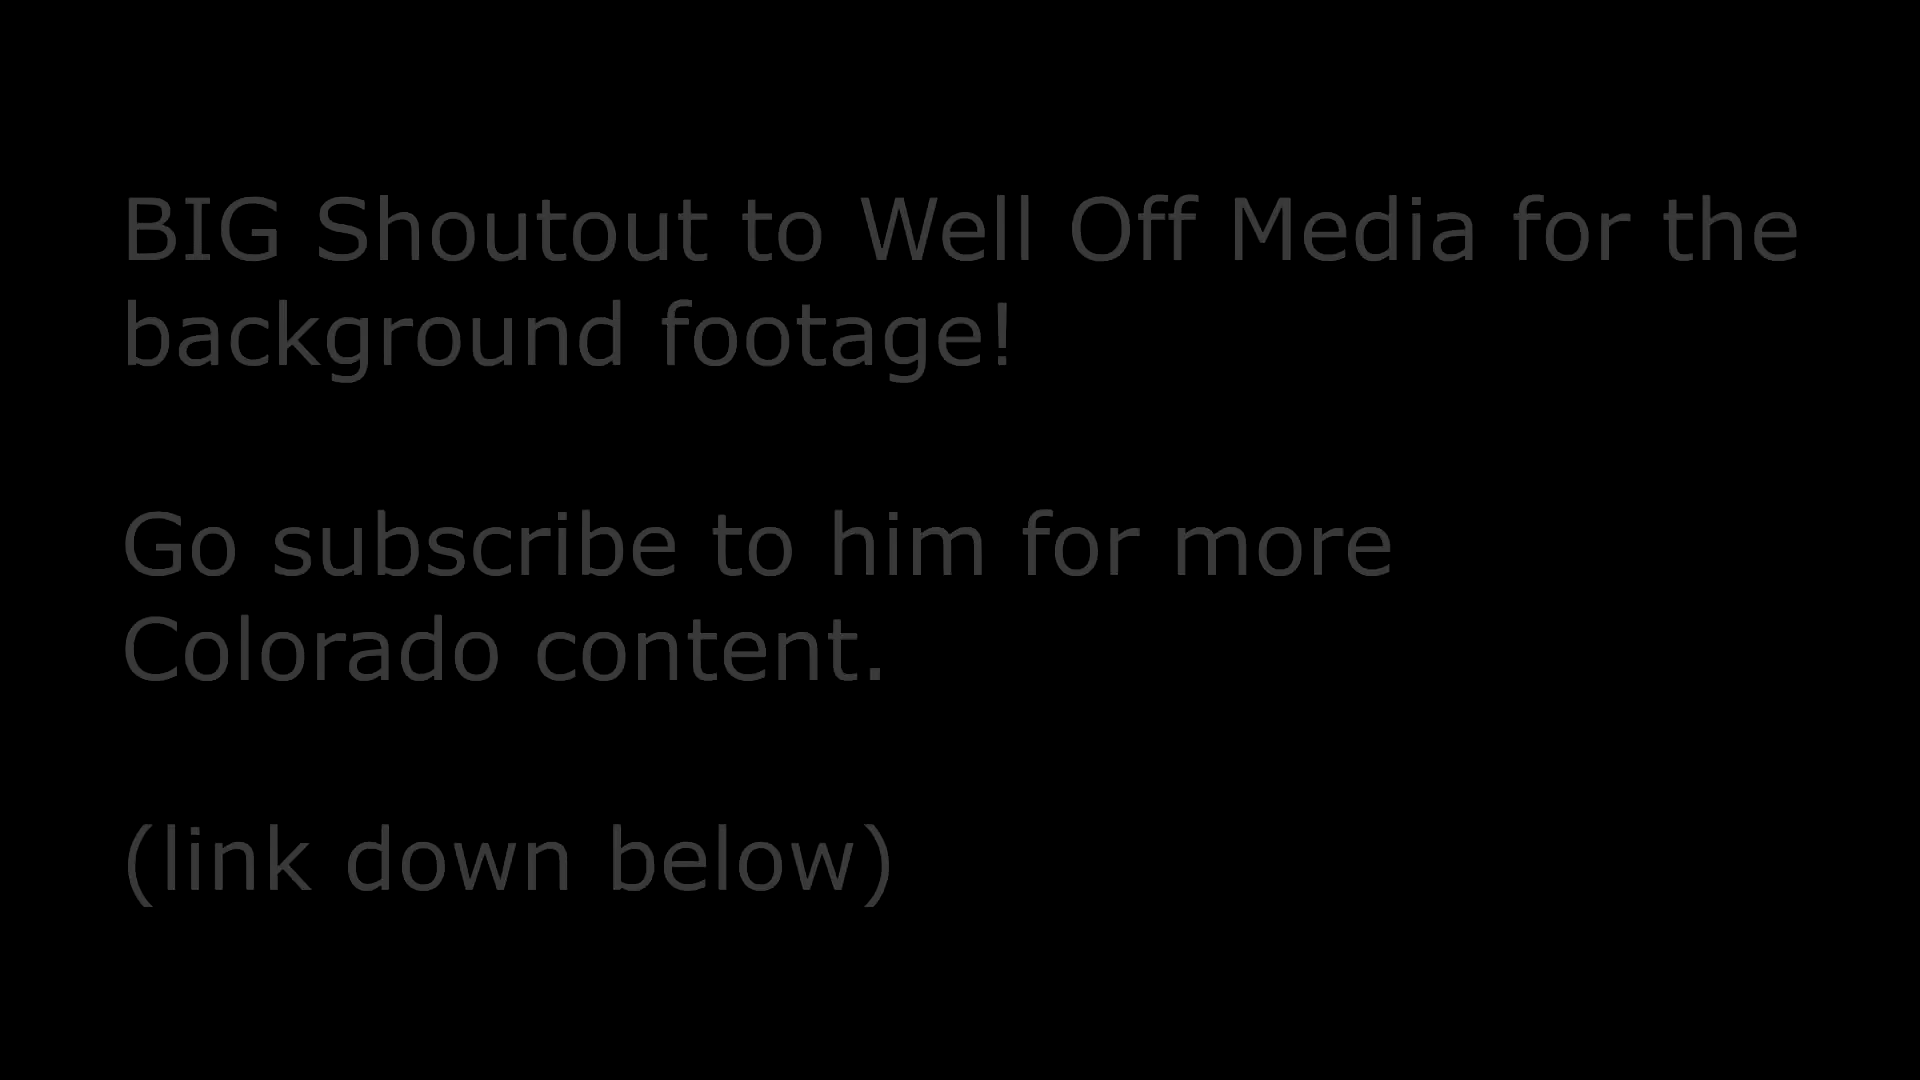 BIG Shoutout to Well Off Media for the
background footage!
Go subscribe to him for more
Colorado content.
(link down below)